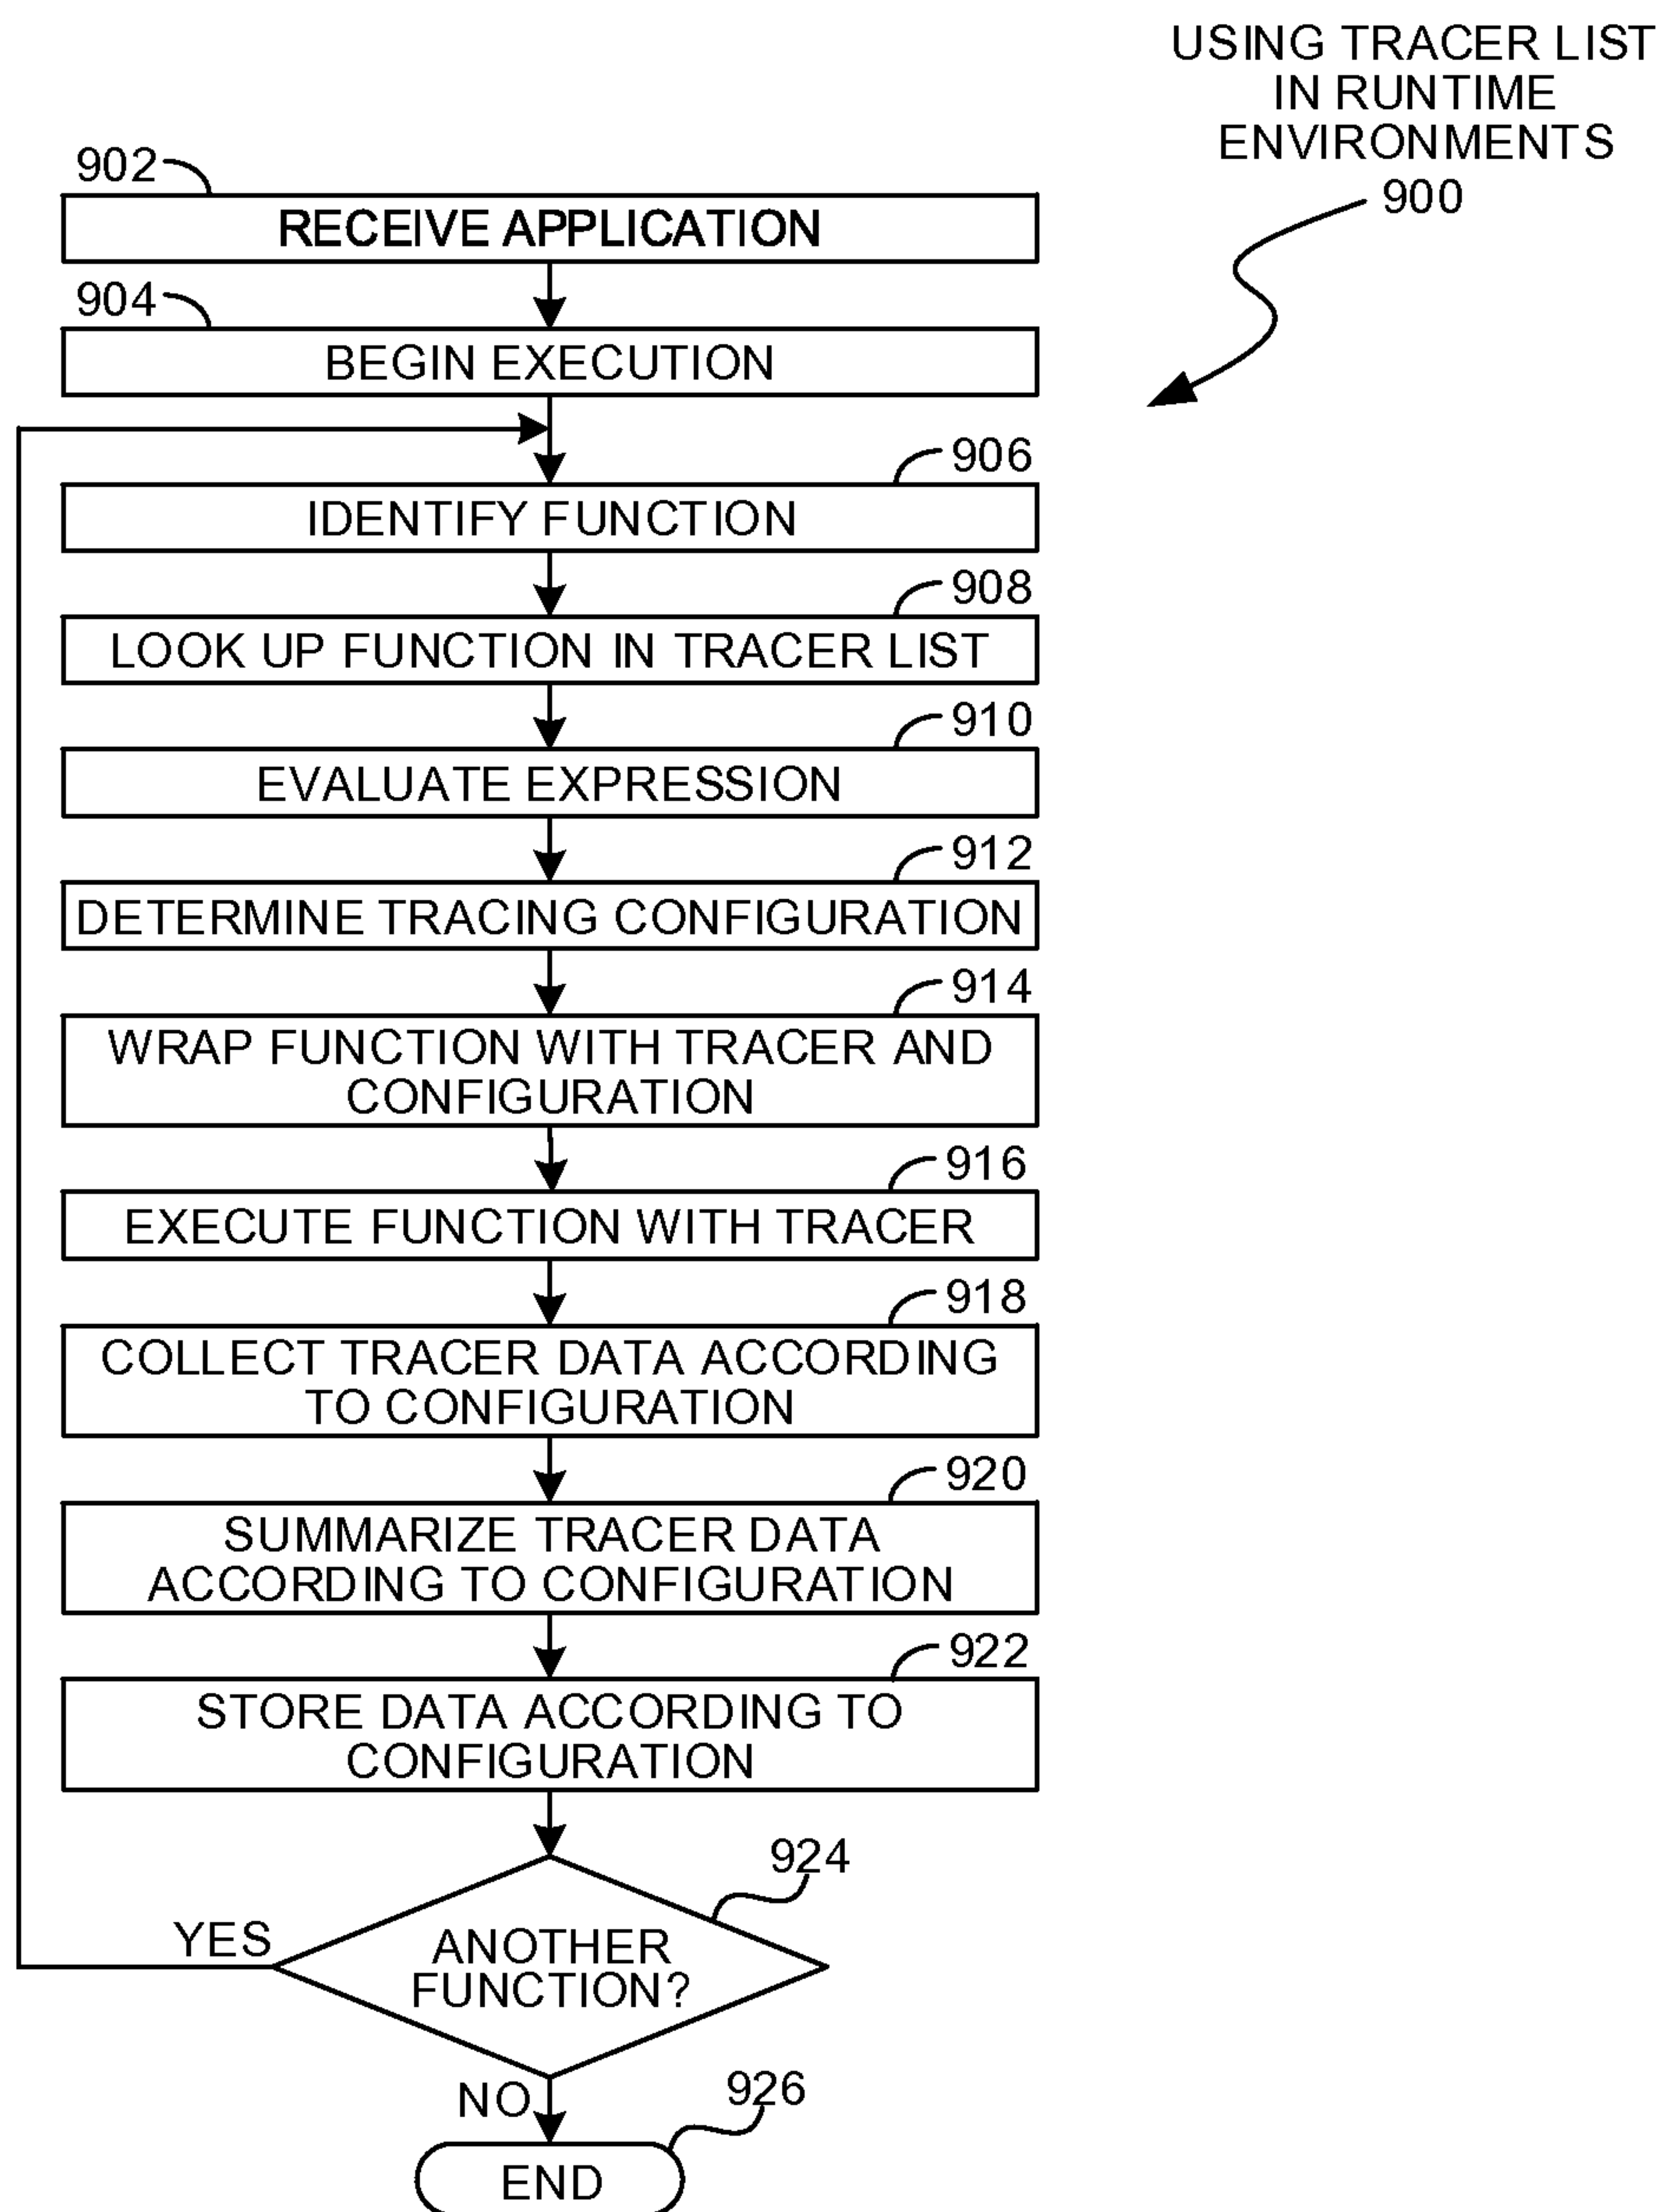 USING TRACER LIST
IN RUNTIME
ENVIRONMENTS
900
902
RECEIVE APPLICATION
904
BEGIN EXECUTION
906
IDENTIFY FUNCTION
908
LOOK UP FUNCTION IN TRACER LIST
910
EVALUATE EXPRESSION
912
DETERMINE TRACING CONFIGURATION
914
WRAP FUNCTION WITH TRACER AND
CONFIGURATION
916
EXECUTE FUNCTION WITH TRACER
918
COLLECT TRACER DATA ACCORDING
TO CONFIGURATION
920
SUMMARIZE TRACER DATA
ACCORDING TO CONFIGURATION
922
STORE DATA ACCORDING TO
CONFIGURATION
924
YES
ANOTHER
FUNCTION?
NO
926
END